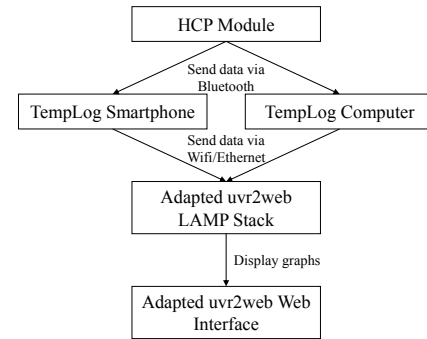 HCP Module
Send data via
Bluetooth
TempLog Smartphone
TempLog Computer
Send data via
Wifi/Ethernet
Adapted uvr2web
LAMP Stack
Display graphs
Adapted uvr2web Web
Interface